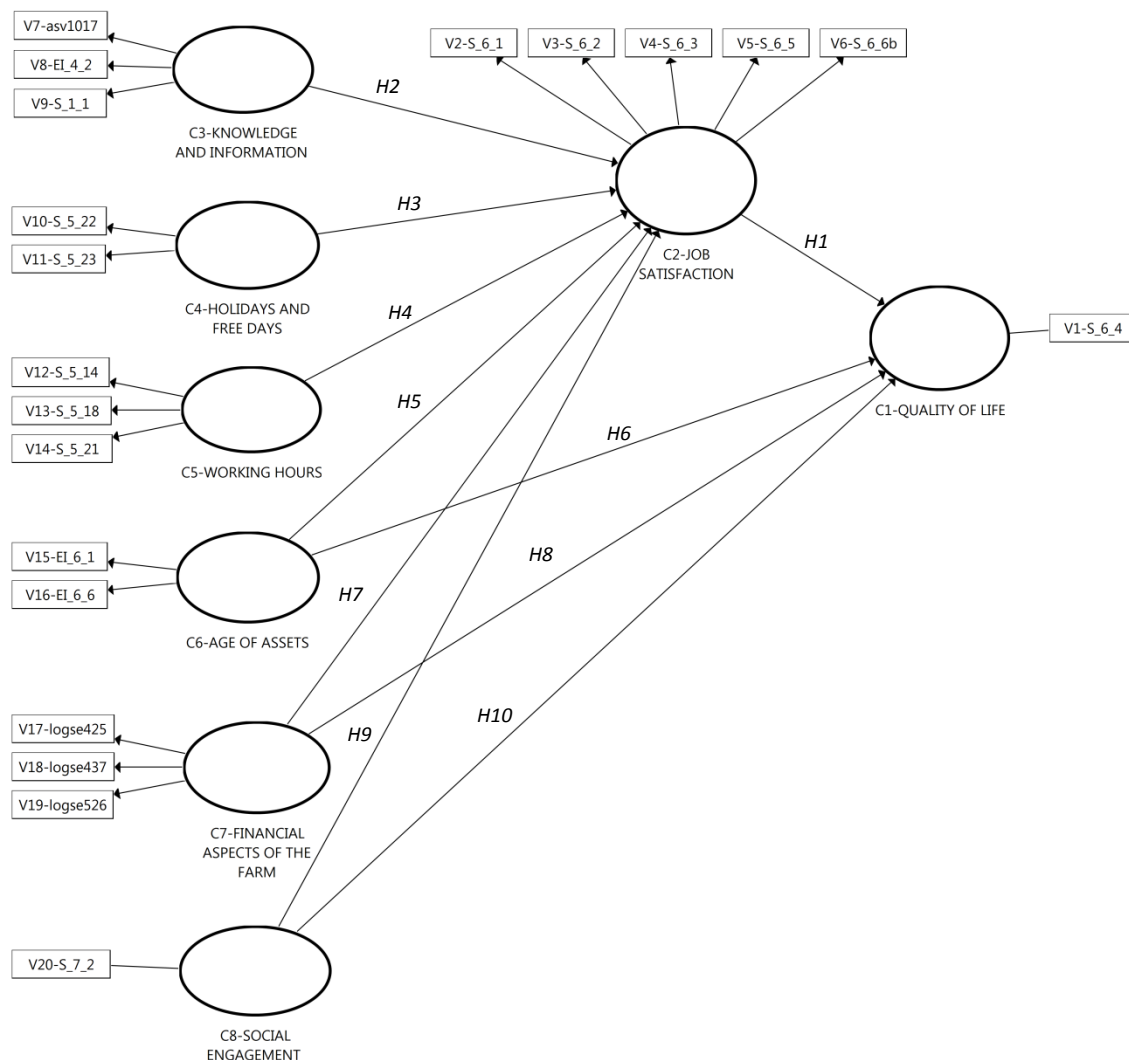 V7-asv1017
V8-EI_4_2
V9-S_1_1
C3-KNOWLEDGE
AND INFORMATION
H2
V2-S_6_1
V3-S_6_2
V4-S_6_3
V5-S_6_5
V6-S_6_6b
C2-JOB
SATISFACTION
V10-S_5_22
V11-S_5_23
C4-HOLIDAYS AND
FREE DAYS
H3
H1
V12-S_5_14
V13-S_5_18
V14-S_5_21
C5-WORKING HOURS
H4
V1-S_6_4
C1-QUALITY OF LIFE
H5
H6
V15-EI_6_1
V16-EI_6_6
C6-AGE OF ASSETS
H7
H8
V17-logse425
V18-logse437
V19-logse526
C7-FINANCIAL
ASPECTS OF THE
FARM
H9
H10
V20-S_7_2
C8-SOCIAL
ENGAGEMENT